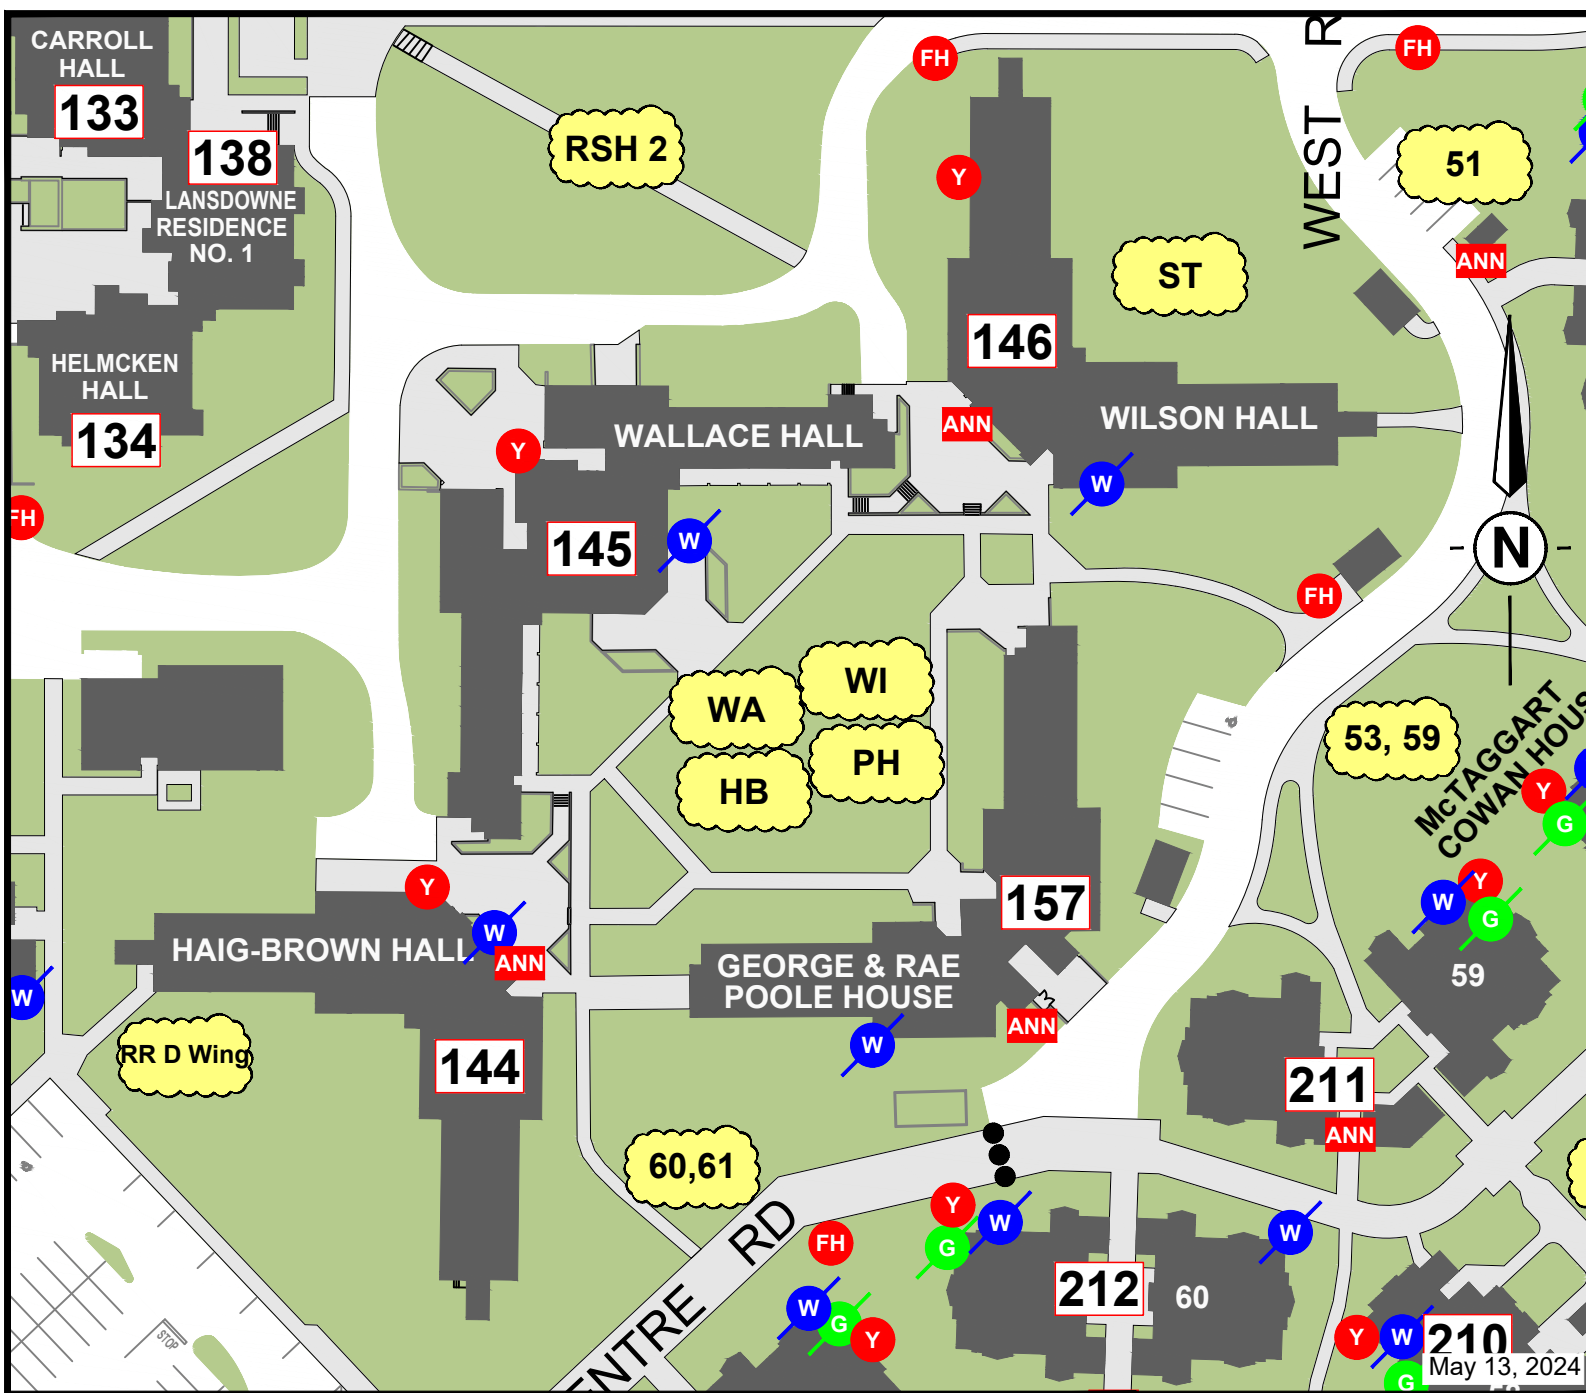 CARROLL
HALL
133
138
LANSDOWNE
RESIDENCE
NO. 1
HELMCKEN
HALL
134
FH
RSH 2
FH
Y
WEST R
FH
51
ANN
ST
146
WILSON HALL
ANN
W
WALLACE HALL
Y
145
W
N
FH
WA
WI
HB
PH
53, 59
McTAGGART
COWAN HOUS
Y
G
W
Y
G
59
157
Y
HAIG-BROWN HALL
W
ANN
GEORGE & RAE
POOLE HOUSE
ANN
W
W
RR D Wing
144
211
ANN
60,61
CENTRE RD
Y
G
W
FH
W
G
Y
212
60
W
Y
W
210
G
STOP
May 13, 2024